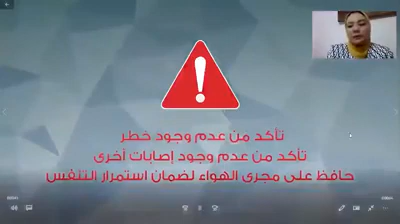 تأكد من عدم وجود خطر
تأكد من عدم وجود إصابات أخرى
حافظ على مجرى الهواء لضمان استمرار التنفس